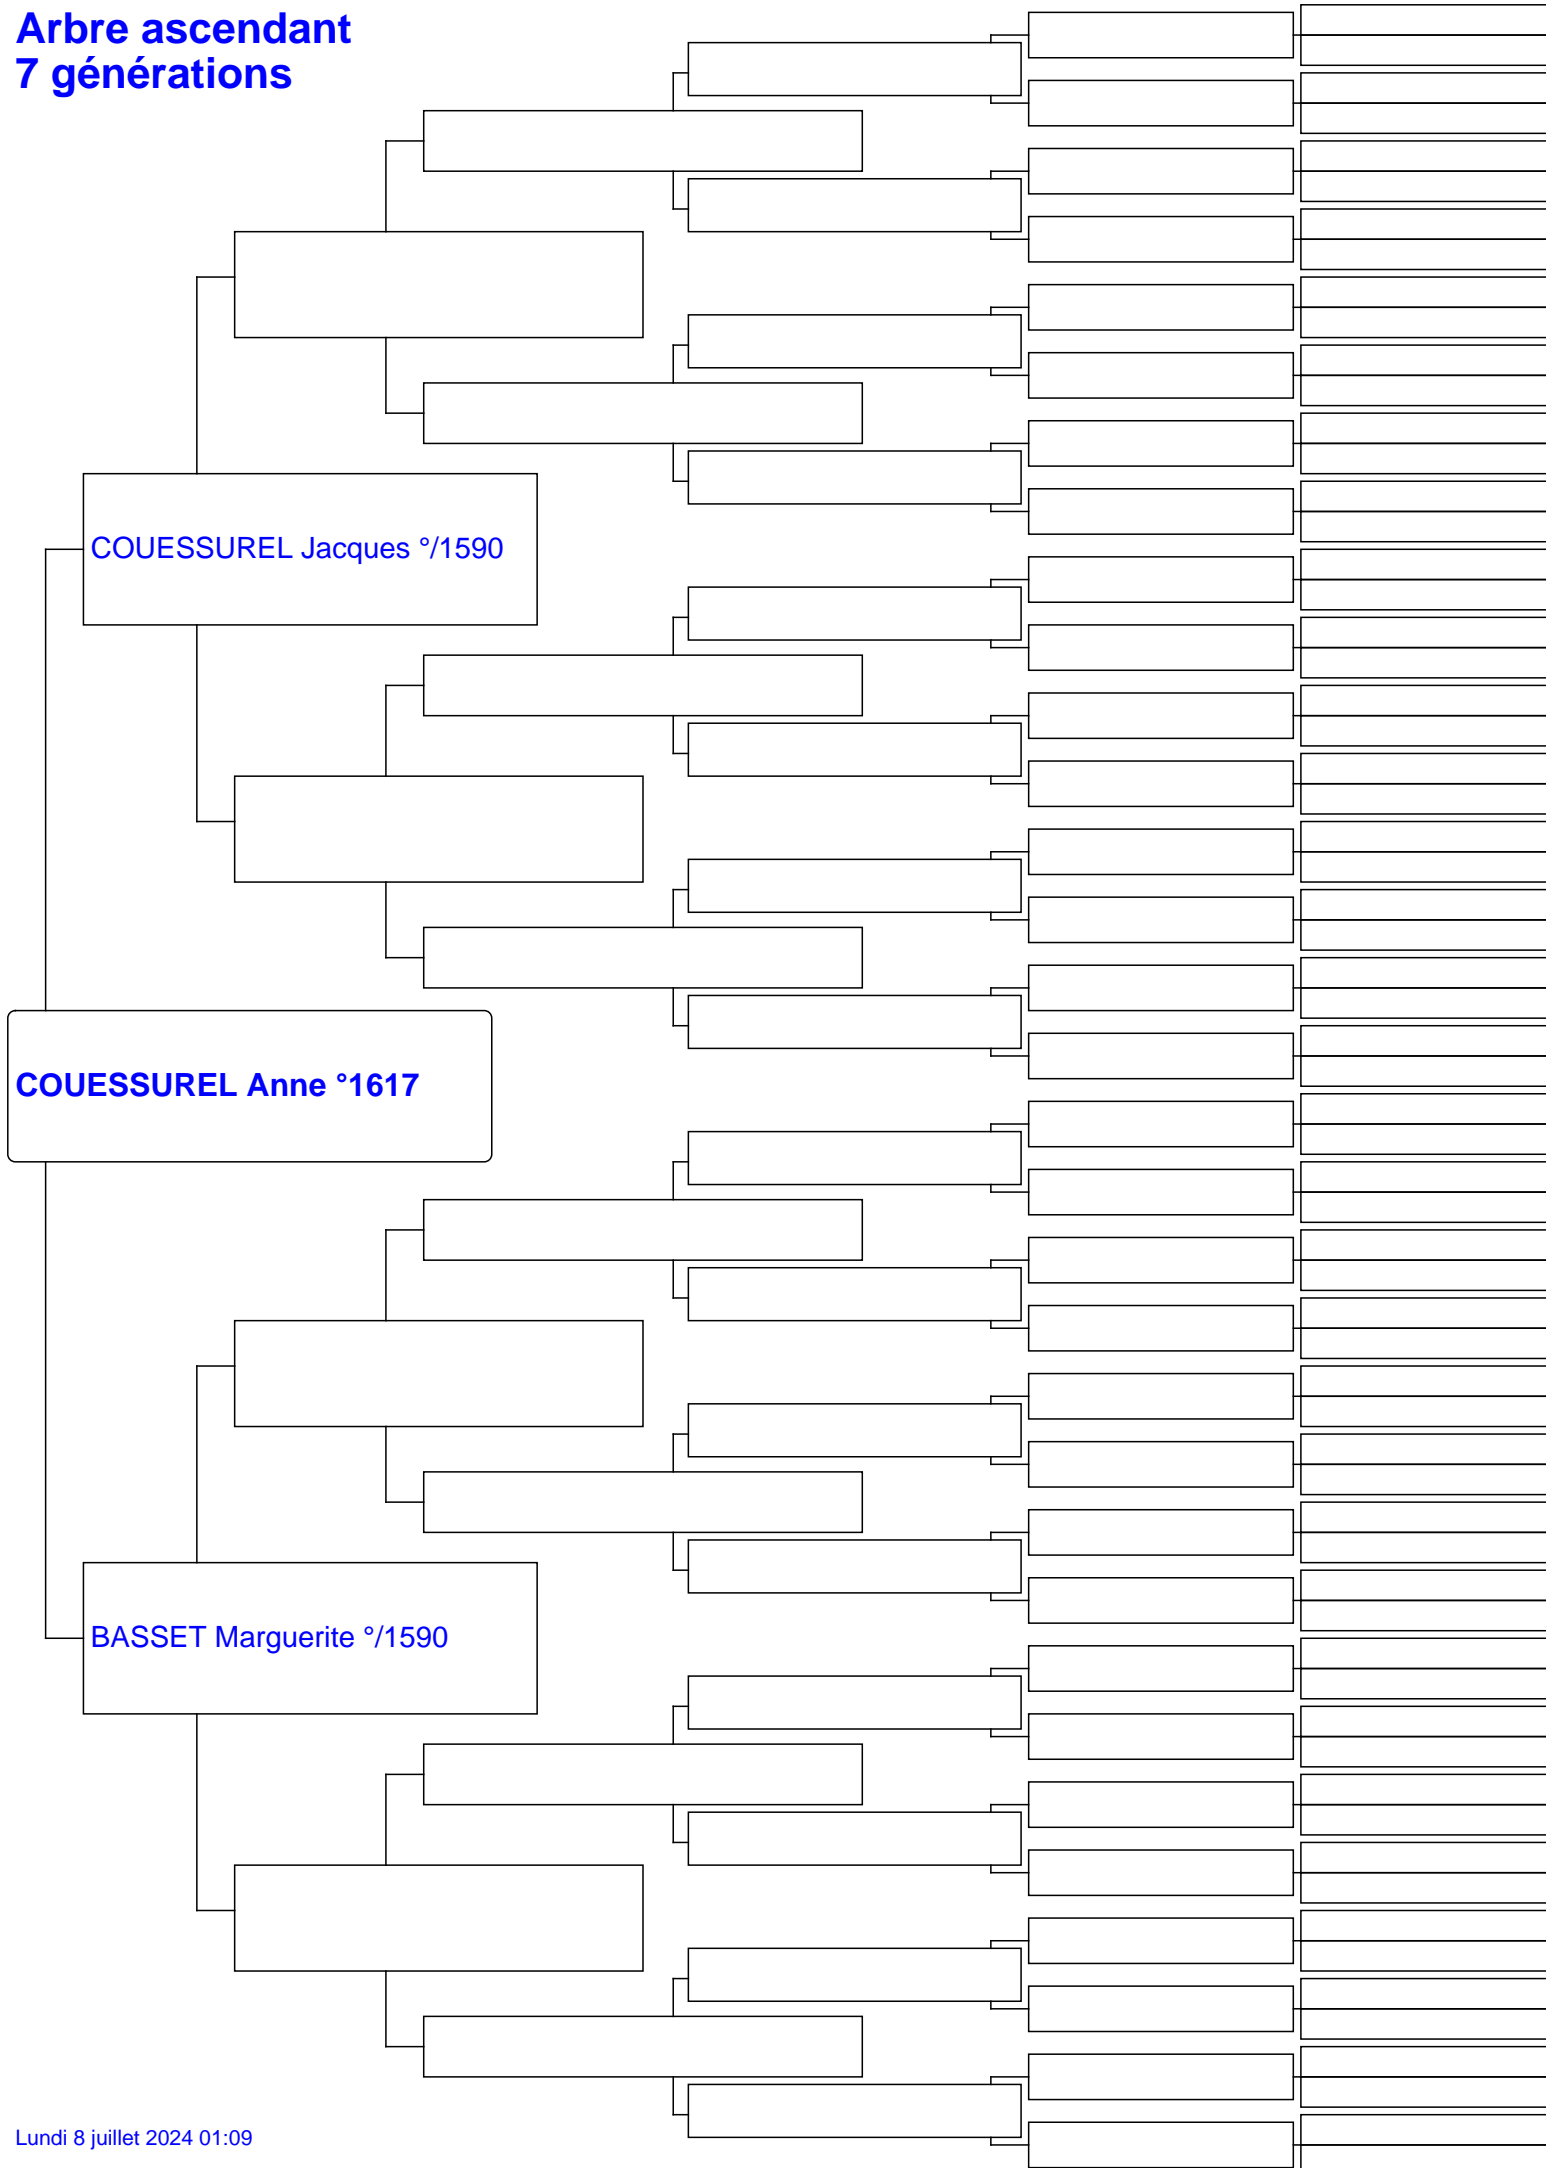 Arbre ascendant
7 générations
COUESSUREL Jacques °/1590
COUESSUREL Anne °1617
BASSET Marguerite °/1590
Lundi 8 juillet 2024 01:09